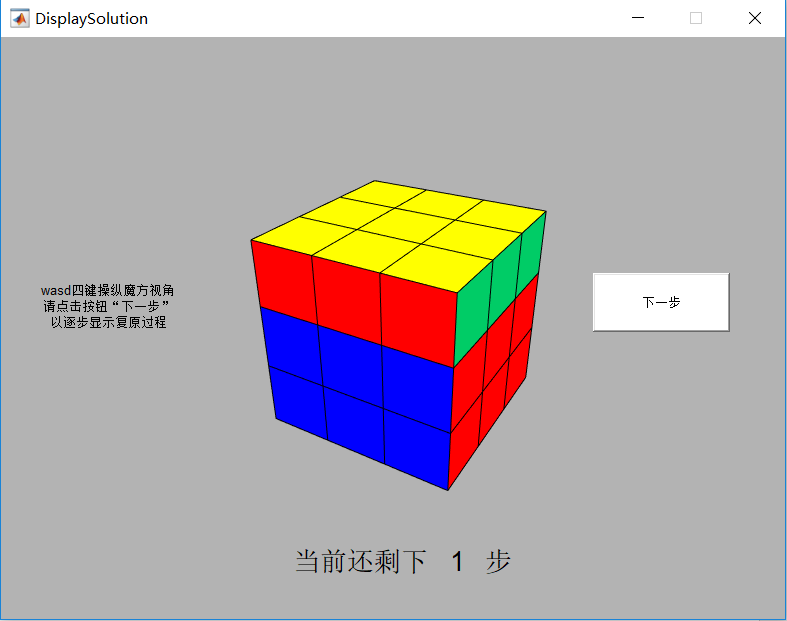 DisplaySolution
wasd四键操纵魔方视角
请点击按钮“下一步”
以逐步显示复原过程
下一步
当前还剩下 1 步